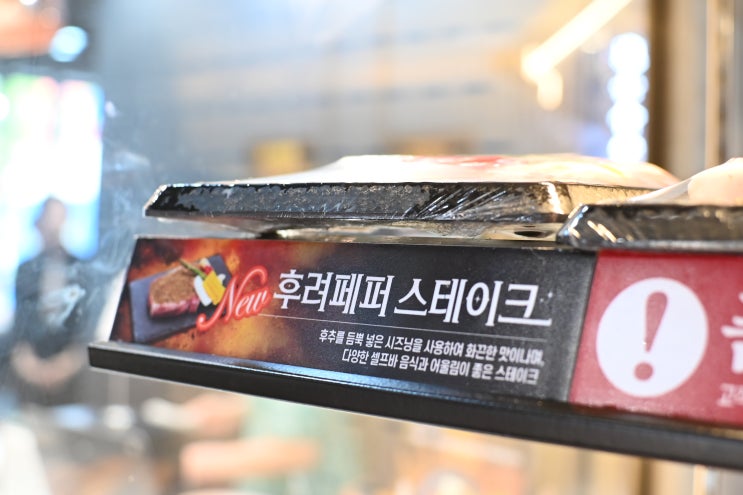 New 후려페퍼 스테이크
후추를 듬뿍 넣은 시즈닝을 사용하여 화끈한 맛이나며,
다양한 셀프바 음식과 어울림이 좋은 스테이크
!